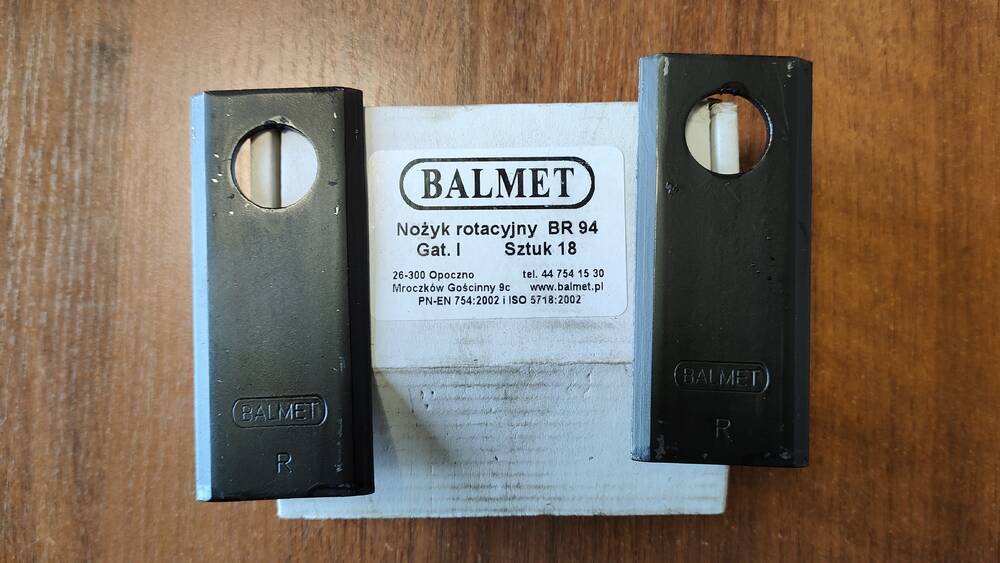 BALMET
Nożyk rotacyjny BR 94
Gat. I Sztuk 18
26-300 Opoczno tel. 44 754 15 30
Mroczków Gościnny 9c www.balmet.pl
PN-EN 754:2002 i ISO 5718:2002
BALMET
R
BALMET
R